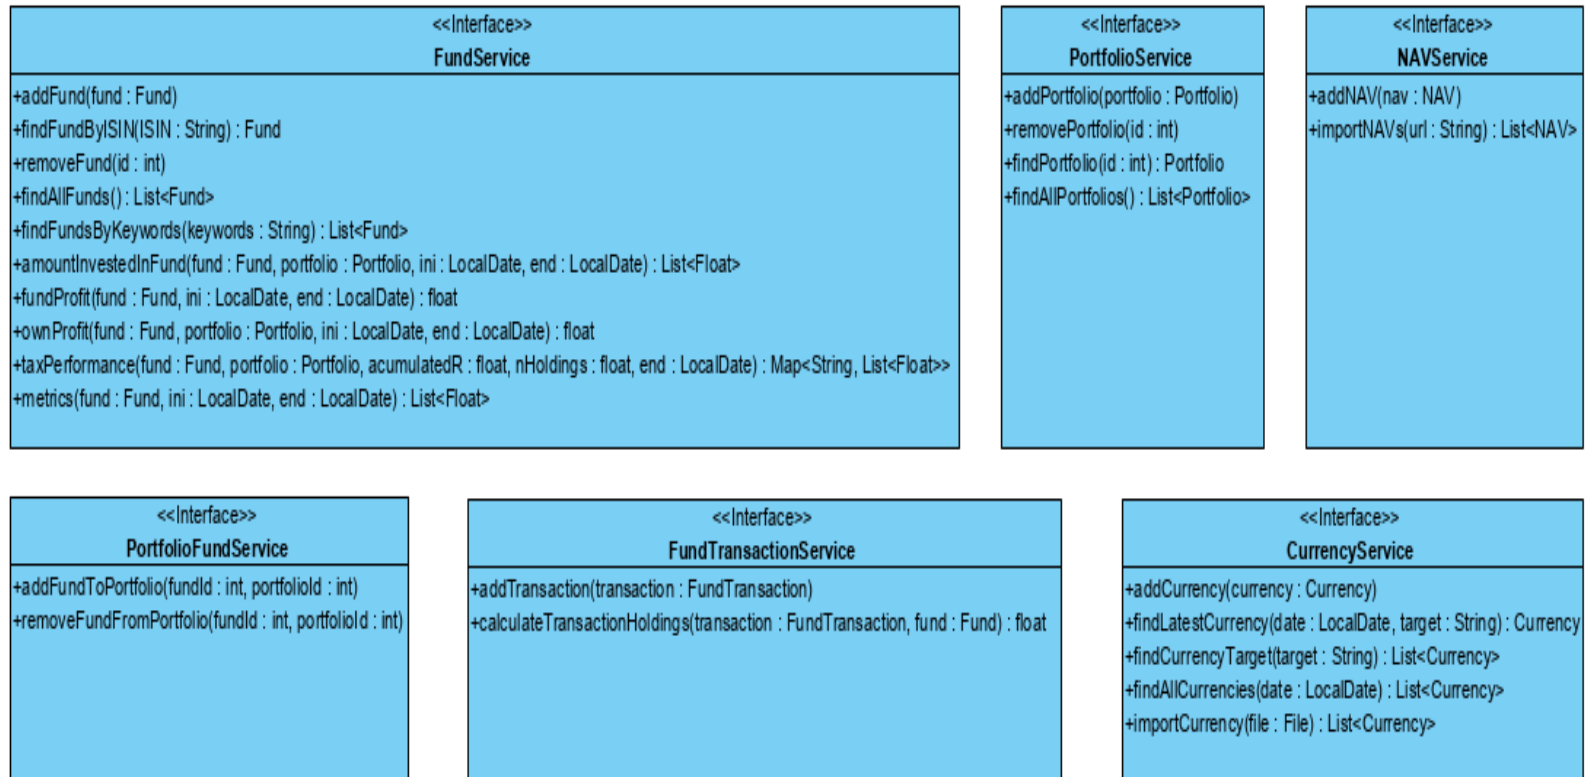 <<Interface>>
FundService
+addFund(fund : Fund)
+findFundByISIN(ISIN : String) : Fund
+removeFund(id : int)
+findAllFunds() : List<Fund>
+findFundsByKeywords(keywords : String) : List<Fund>
+amountInvestedInFund(fund : Fund, portfolio : Portfolio, ini : LocalDate, end : LocalDate) : List<Float>
+fundProfit(fund : Fund, ini : LocalDate, end : LocalDate) : float
+ownProfit(fund : Fund, portfolio : Portfolio, ini : LocalDate, end : LocalDate) : float
+taxPerformance(fund : Fund, portfolio : Portfolio, acumulatedR : float, nHoldings : float, end : LocalDate) : Map<String, List<Float>>
+metrics(fund : Fund, ini : LocalDate, end : LocalDate) : List<Float>
<<Interface>>
PortfolioService
+addPortfolio(portfolio : Portfolio)
+removePortfolio(id : int)
+findPortfolio(id : int) : Portfolio
+findAllPortfolios() : List<Portfolio>
<<Interface>>
NAVService
+addNAV(nav : NAV)
+importNAVs(url : String) : List<NAV>
<<Interface>>
PortfolioFundService
+addFundToPortfolio(fundId : int, portfolioId : int)
+removeFundFromPortfolio(fundId : int, portfolioId : int)
<<Interface>>
FundTransactionService
+addTransaction(transaction : FundTransaction)
+calculateTransactionHoldings(transaction : FundTransaction, fund : Fund) : float
<<Interface>>
CurrencyService
+addCurrency(currency : Currency)
+findLatestCurrency(date : LocalDate, target : String) : Currency
+findCurrencyTarget(target : String) : List<Currency>
+findAllCurrencies(date : LocalDate) : List<Currency>
+importCurrency(file : File) : List<Currency>